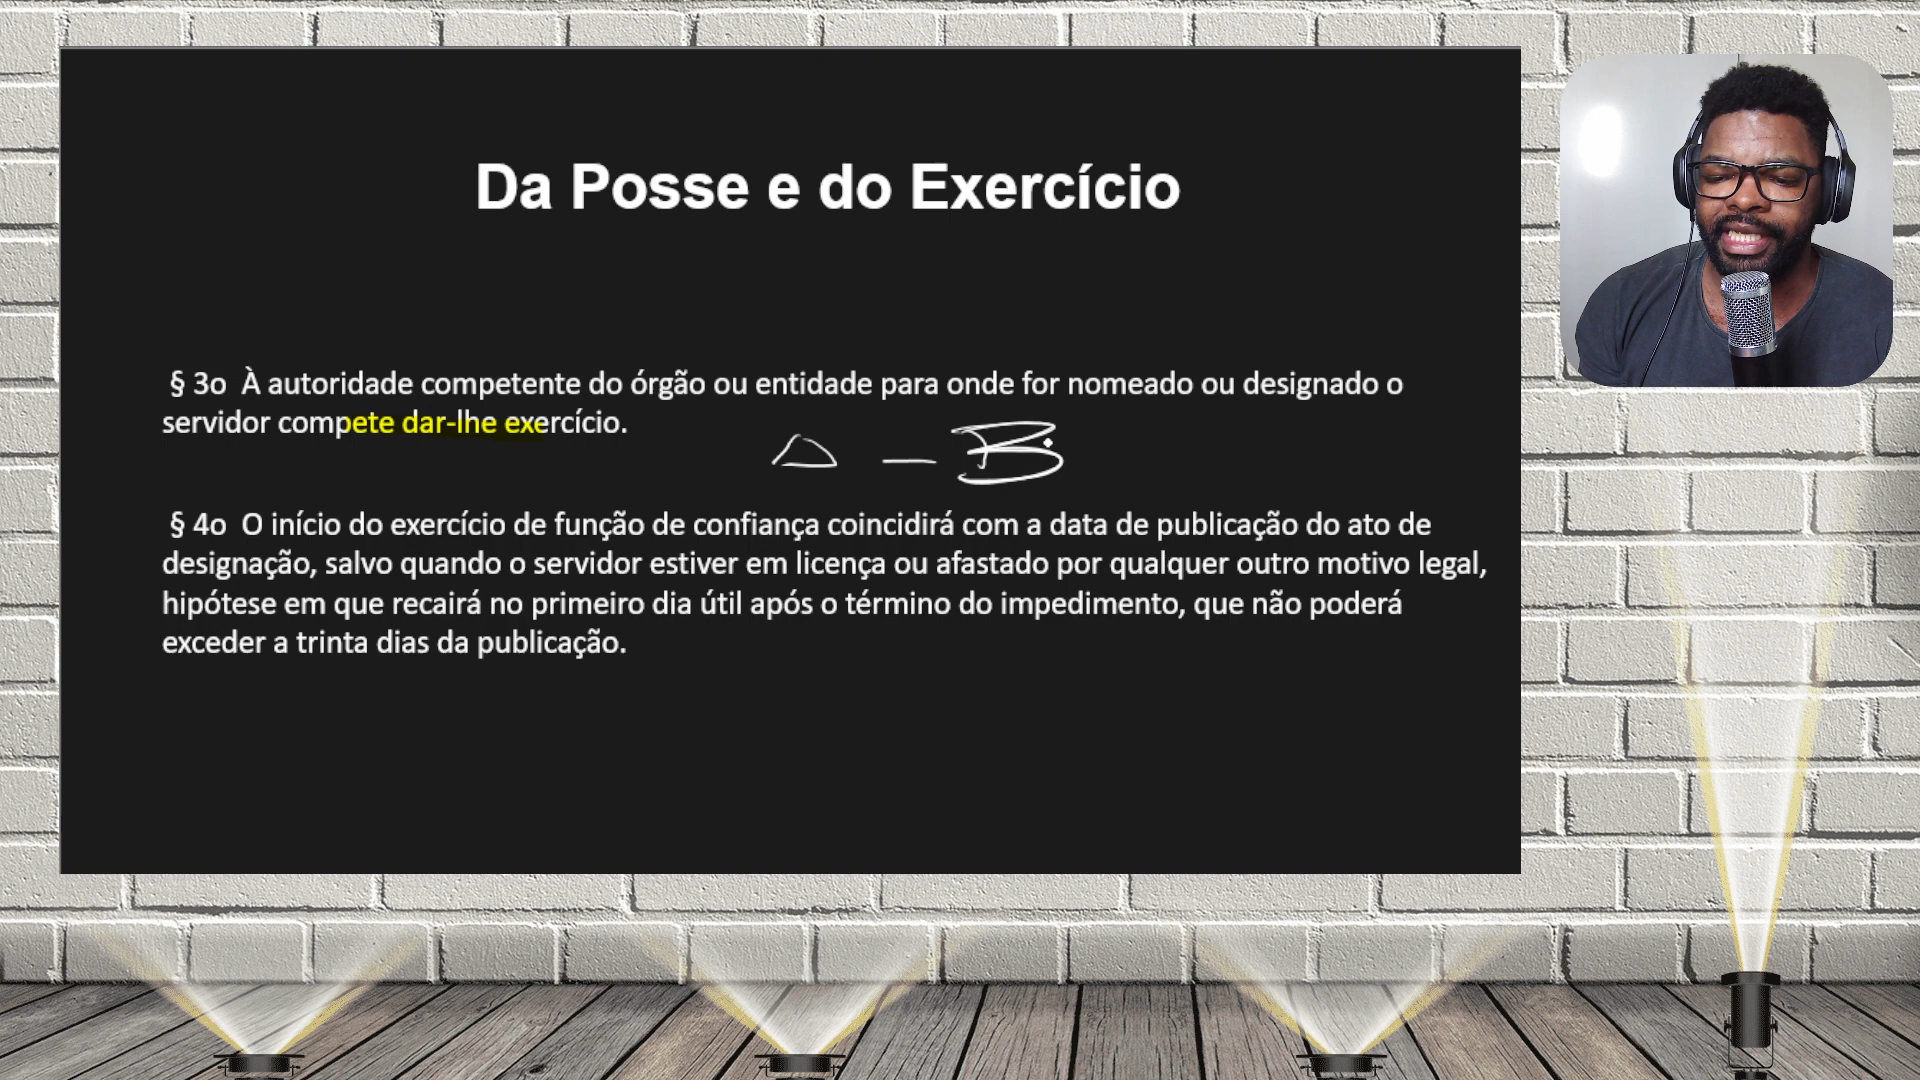 Da Posse e do Exercício
§ 3o À autoridade competente do órgão ou entidade para onde for nomeado ou designado o
servidor compete dar-lhe exercício.
△ — B
§ 4o O início do exercício de função de confiança coincidirá com a data de publicação do ato de
designação, salvo quando o servidor estiver em licença ou afastado por qualquer outro motivo legal,
hipótese em que recairá no primeiro dia útil após o término do impedimento, que não poderá
exceder a trinta dias da publicação.